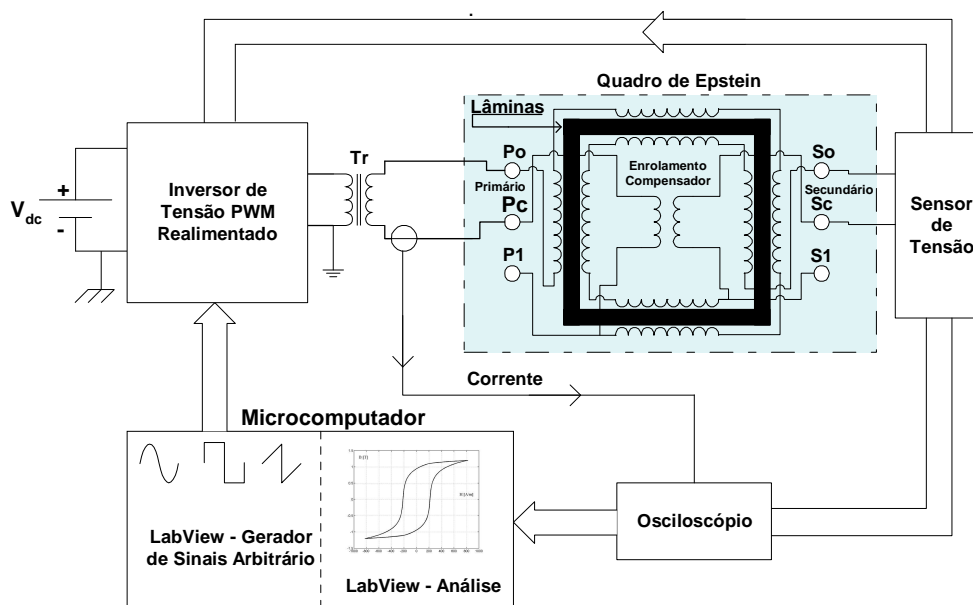 Quadro de Epstein
Lâminas
Tr
Po
So
Primário
Enrolamento
Compensador
Secundário
Pc
Sc
P1
S1
+
V dc
-
Inversor de
Tensão PWM
Realimentado
Sensor
de
Tensão
Corrente
Microcomputador
LabView - Gerador
de Sinais Arbitrário
LabView - Análise
Osciloscópio